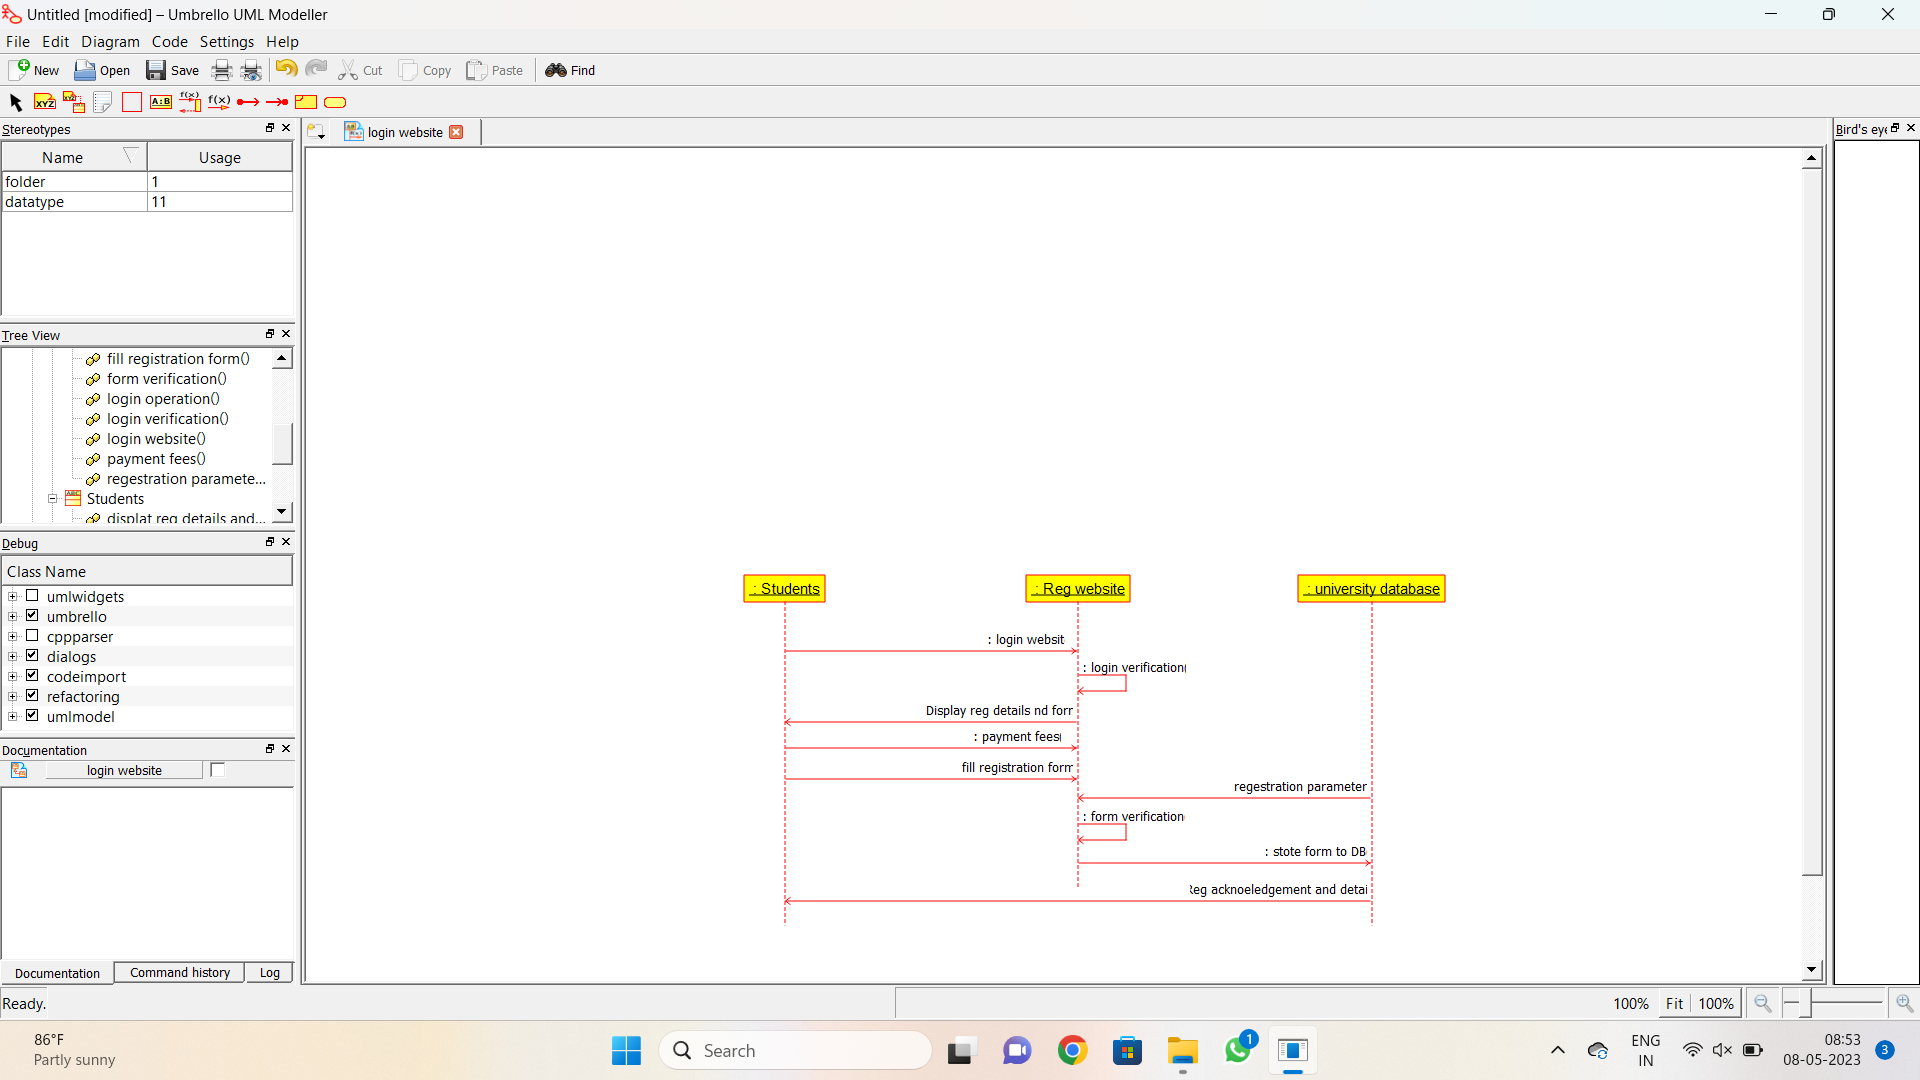 Untitled [modified] – Umbrello UML Modeller
File Edit Diagram Code Settings Help
New Open Save Cut Copy Paste Find
XYZ XYZ A:B f(x) f(x)
Stereotypes
login website
Bird's eye
Name Usage
folder 1
datatype 11
Tree View
fill registration form()
form verification()
login operation()
login verification()
login website()
payment fees()
regestration paramete...
Students
displat reg details and...
Debug
Class Name
umlwidgets
umbrello
cppparser
dialogs
codeimport
refactoring
umlmodel
Documentation
login website
Documentation Command history Log
: Students : Reg website : university database
: login websit
: login verification(
Display reg details nd forr
: payment fees(
fill registration form
regestration parameter
: form verification
: stote form to DB
Reg acknoeledgement and detai
Ready.
100% Fit 100%
86°F
Partly sunny
Search
1
ENG
IN
08:53
08-05-2023
3